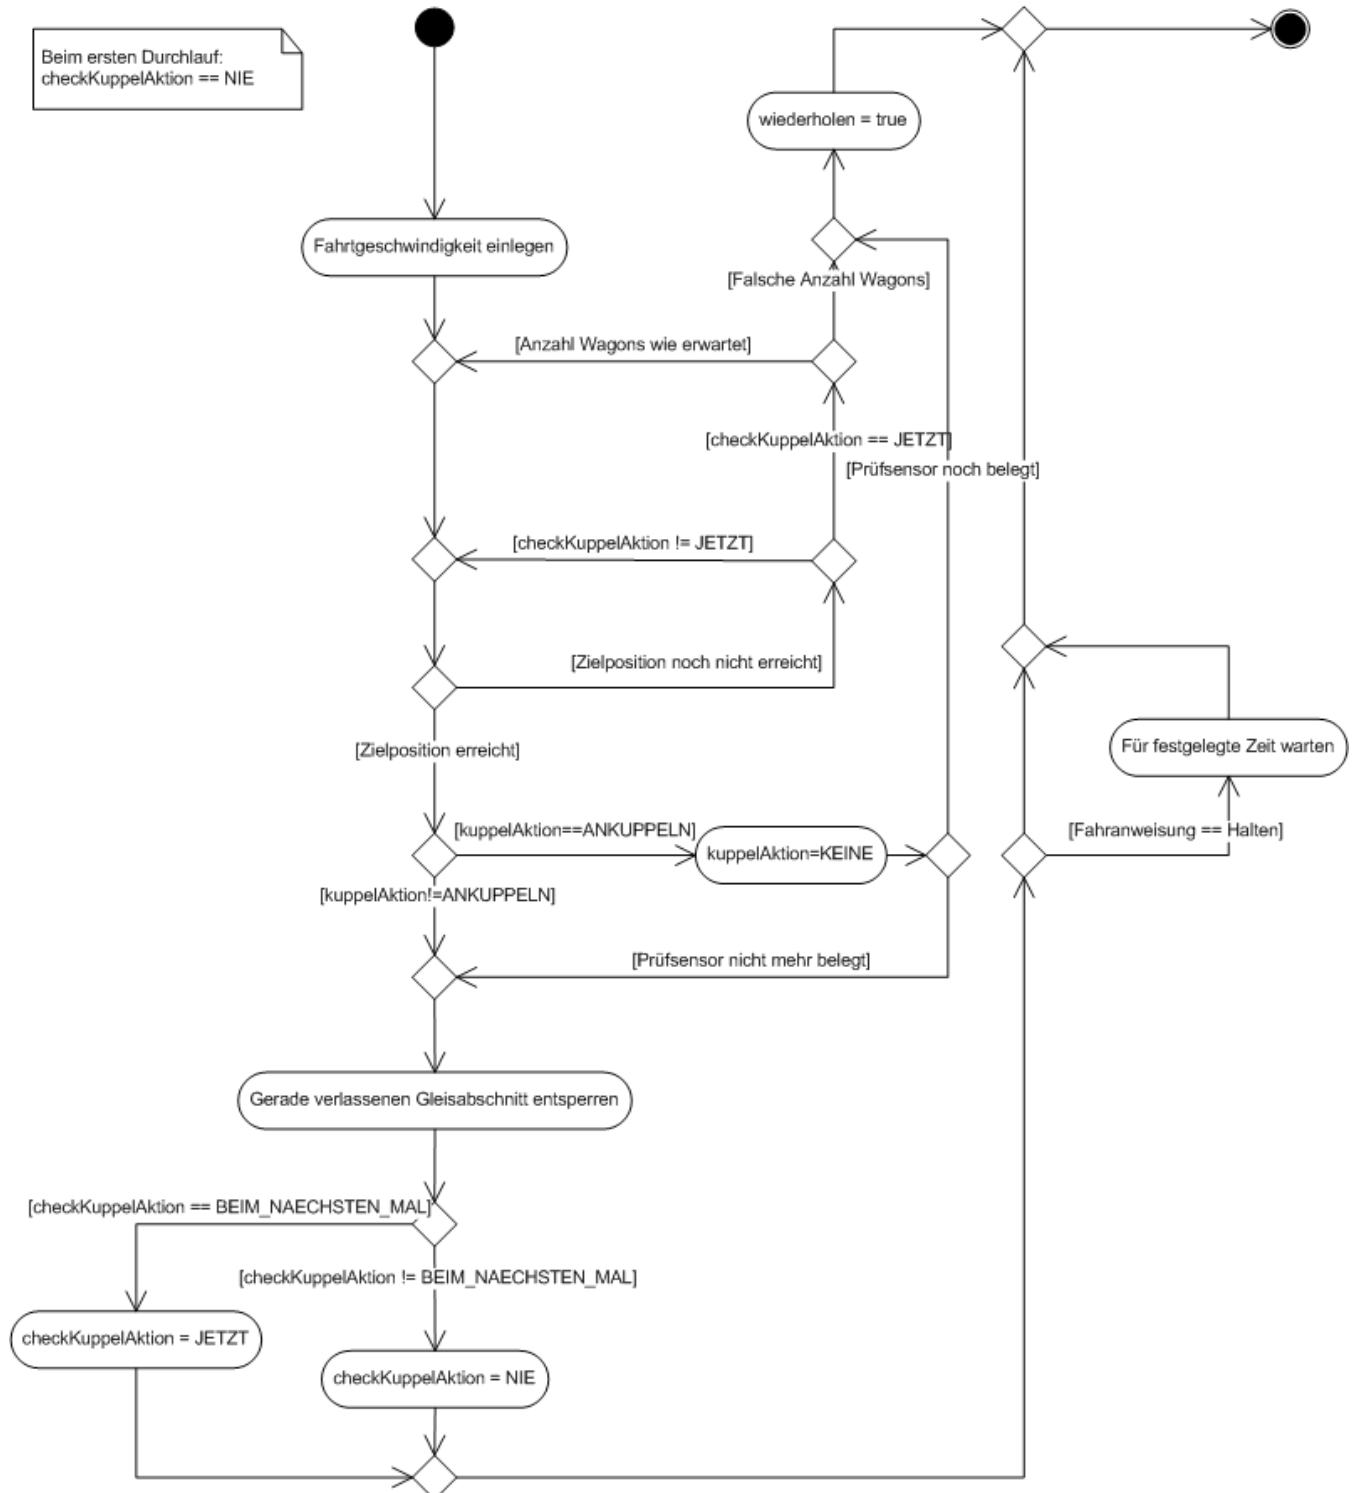 Beim ersten Durchlauf:
checkKuppelAktion == NIE
wiederholen = true
Fahrtgeschwindigkeit einlegen
[Falsche Anzahl Wagons]
[Anzahl Wagons wie erwartet]
[checkKuppelAktion == JETZT]
[Prüfsensor noch belegt]
[checkKuppelAktion != JETZT]
[Zielposition noch nicht erreicht]
[Zielposition erreicht]
Für festgelegte Zeit warten
[kuppelAktion==ANKUPPELN]
[Fahranweisung == Halten]
kuppelAktion=KEINE
[kuppelAktion!=ANKUPPELN]
[Prüfsensor nicht mehr belegt]
Gerade verlassenen Gleisabschnitt entsperren
[checkKuppelAktion == BEIM_NAECHSTEN_MAL]
[checkKuppelAktion != BEIM_NAECHSTEN_MAL]
checkKuppelAktion = JETZT
checkKuppelAktion = NIE